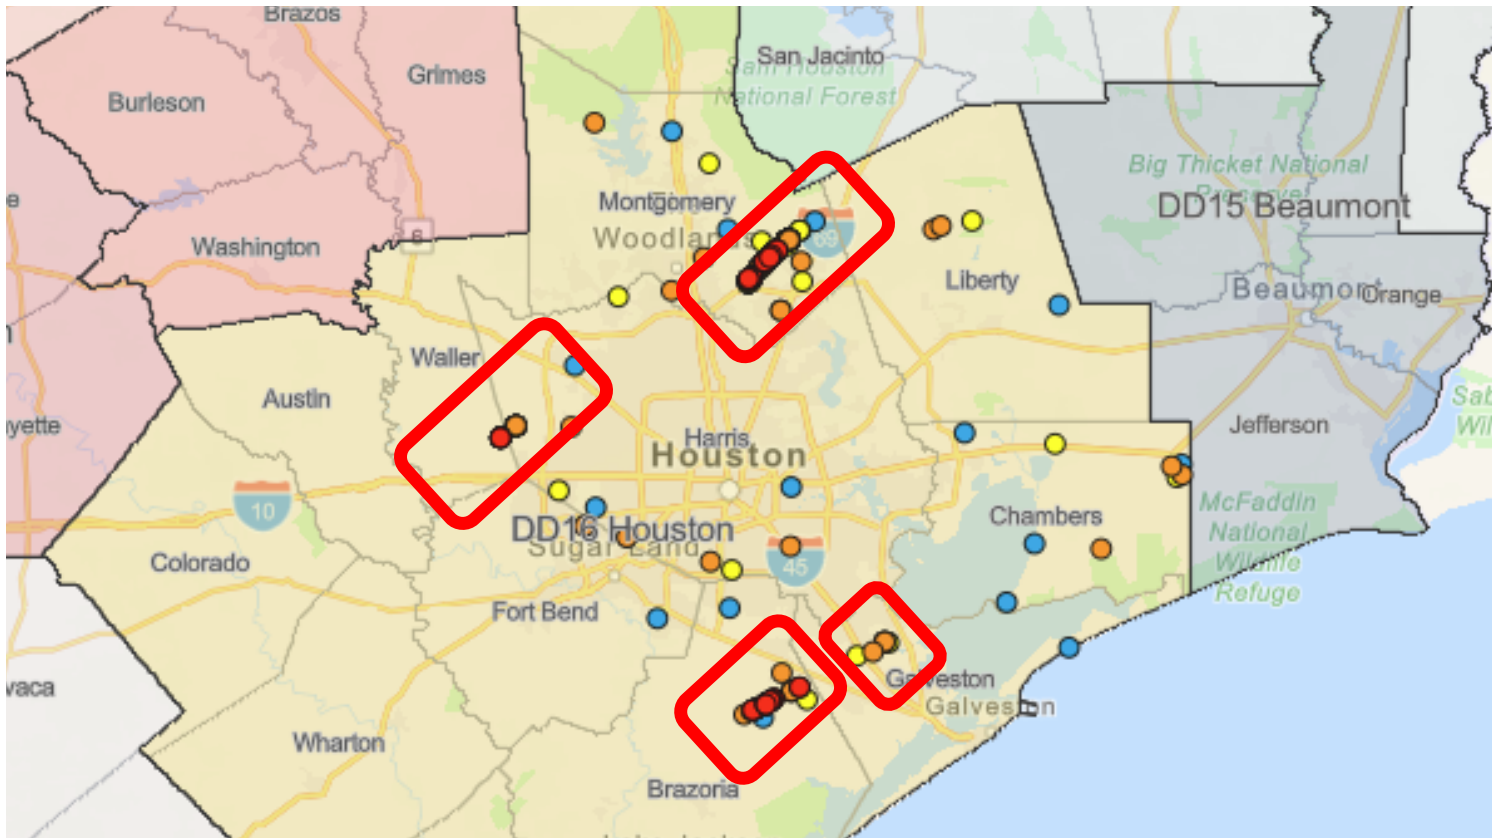 Brazos
San Jacinto
Sam Houston
National Forest
Grimes
Burleson
Big Thicket National
Preserve
DD15 Beaumont
Montgomery
Woodlands
69
6
Washington
Liberty
Beaumont
Orange
Waller
Austin
Harris
Houston
Jefferson
10
McFaddin
National
Wildlife
Refuge
Chambers
DD16 Houston
Sugar Land
45
Colorado
Fort Bend
Galveston
Galveston
Wharton
Brazoria